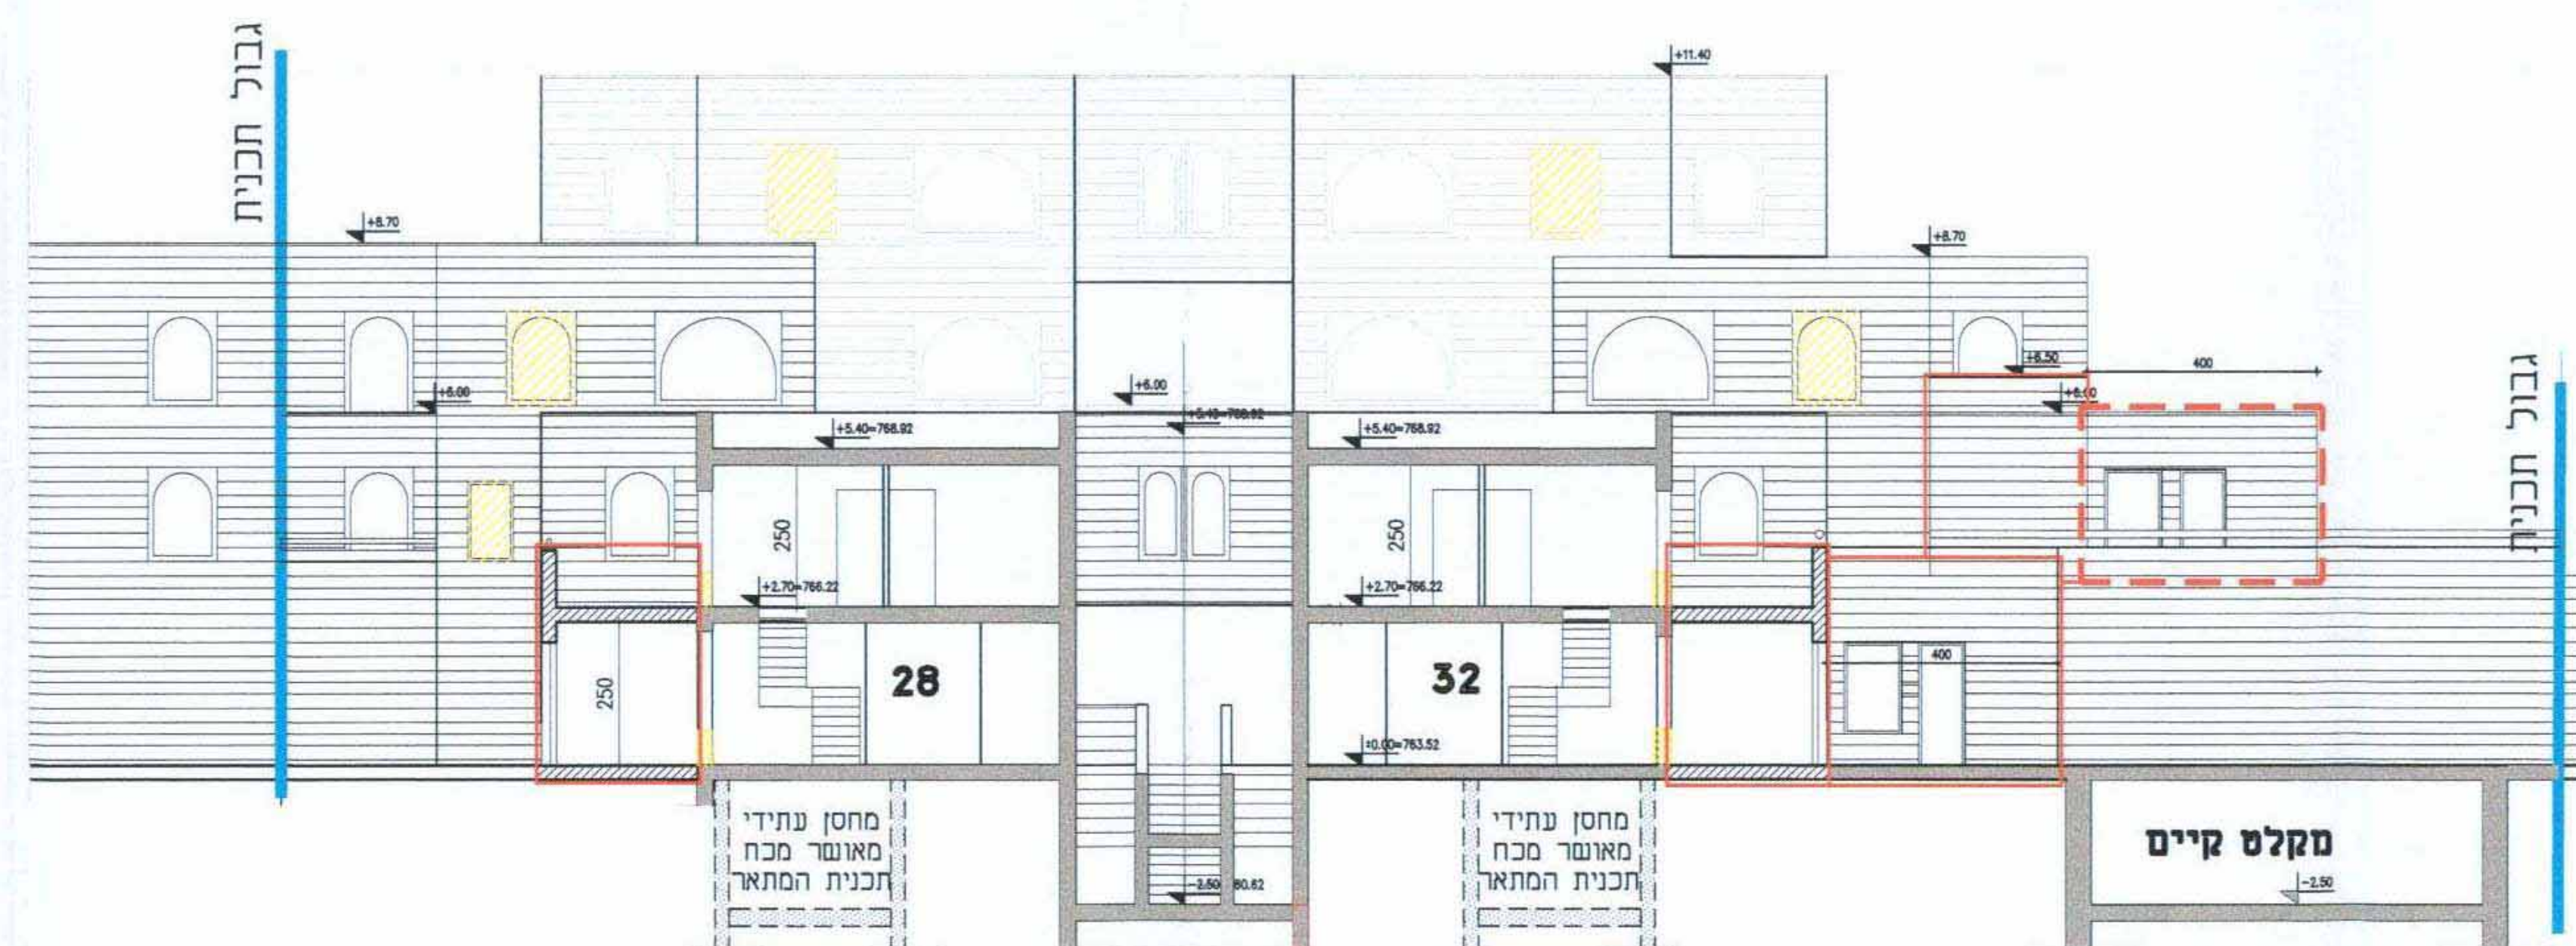 גבול תכנית
+11.40
+8.70
+8.70
+6.50
400
+6.00
+6.00
+5.40=768.92
+5.40=768.92
גבול תכנית
250
250
+2.70=766.22
+2.70=766.22
250
28
32
400
±0.00=763.52
מחסן עתידי
מאושר מכח
תכנית המתאר
מחסן עתידי
מאושר מכח
תכנית המתאר
מקלט קיים
-2.50